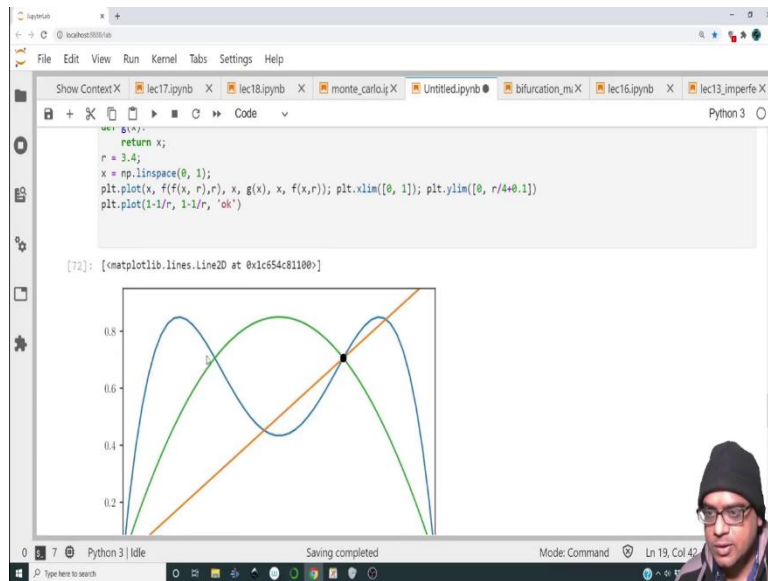 JupyterLab
localhost:8888/lab
File Edit View Run Kernel Tabs Settings Help
Show Context lec17.ipynb lec18.ipynb monte_carlo.ip Untitled.ipynb bifurcation_ma lec16.ipynb lec13_imperfe
Code Python 3
def g(x):
return x;
r = 3.4;
x = np.linspace(0, 1);
plt.plot(x, f(f(x, r),r), x, g(x), x, f(x,r)); plt.xlim([0, 1]); plt.ylim([0, r/4+0.1])
plt.plot(1-1/r, 1-1/r, 'ok')
[72]: [<matplotlib.lines.Line2D at 0x1c654c81100>]
0.8
0.6
0.4
0.2
0 7 Python 3 | Idle Saving completed Mode: Command Ln 19, Col 42
Type here to search